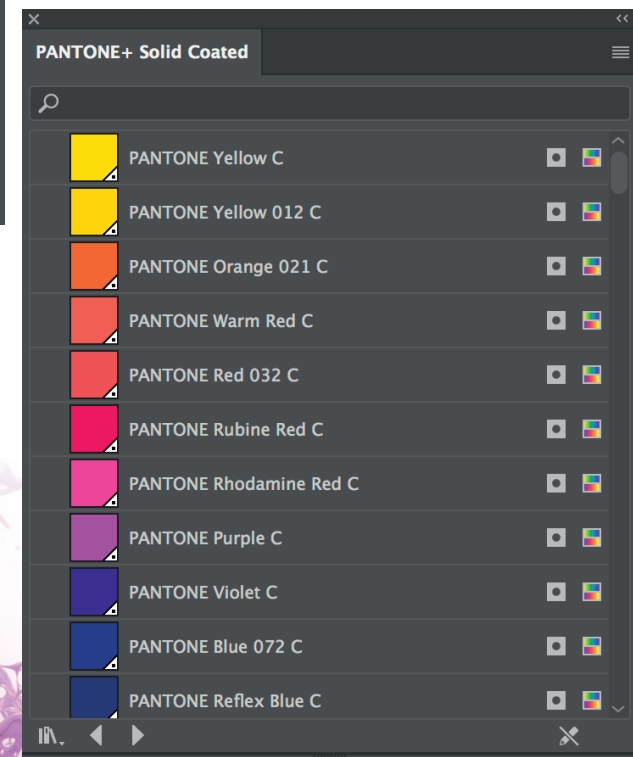 PANTONE+ Solid Coated
PANTONE Yellow C
PANTONE Yellow 012 C
PANTONE Orange 021 C
PANTONE Warm Red C
PANTONE Red 032 C
PANTONE Rubine Red C
PANTONE Rhodamine Red C
PANTONE Purple C
PANTONE Violet C
PANTONE Blue 072 C
PANTONE Reflex Blue C